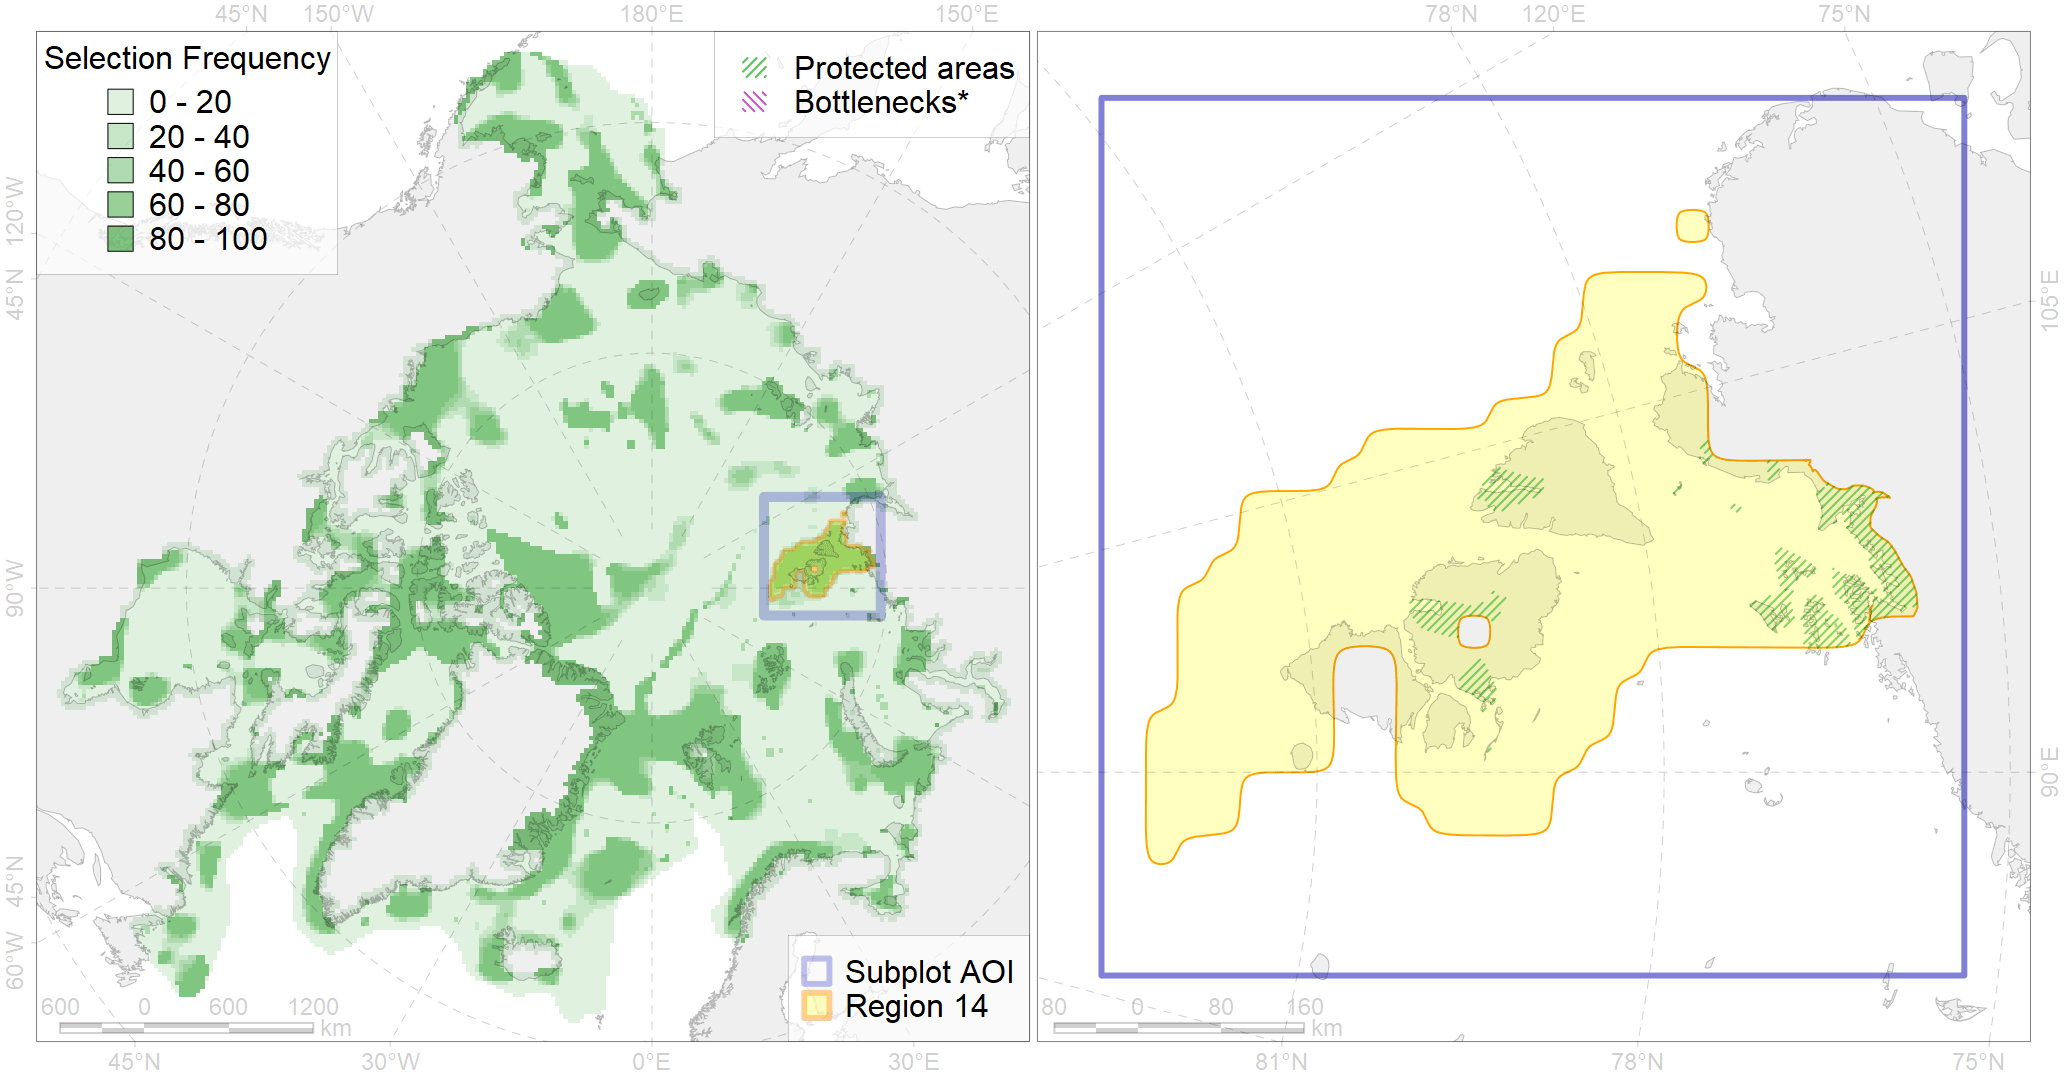 45°N 150°W 180°E 150°E 78°N 120°E 75°N
Selection Frequency
0 - 20
20 - 40
40 - 60
60 - 80
80 - 100
Protected areas
Bottlenecks*
120°W
45°N
90°W
45°N
60°W
105°E
90°E
Subplot AOI
Region 14
600 0 600 1200
km
80 0 80 160
km
45°N 30°W 0°E 30°E 81°N 78°N 75°N